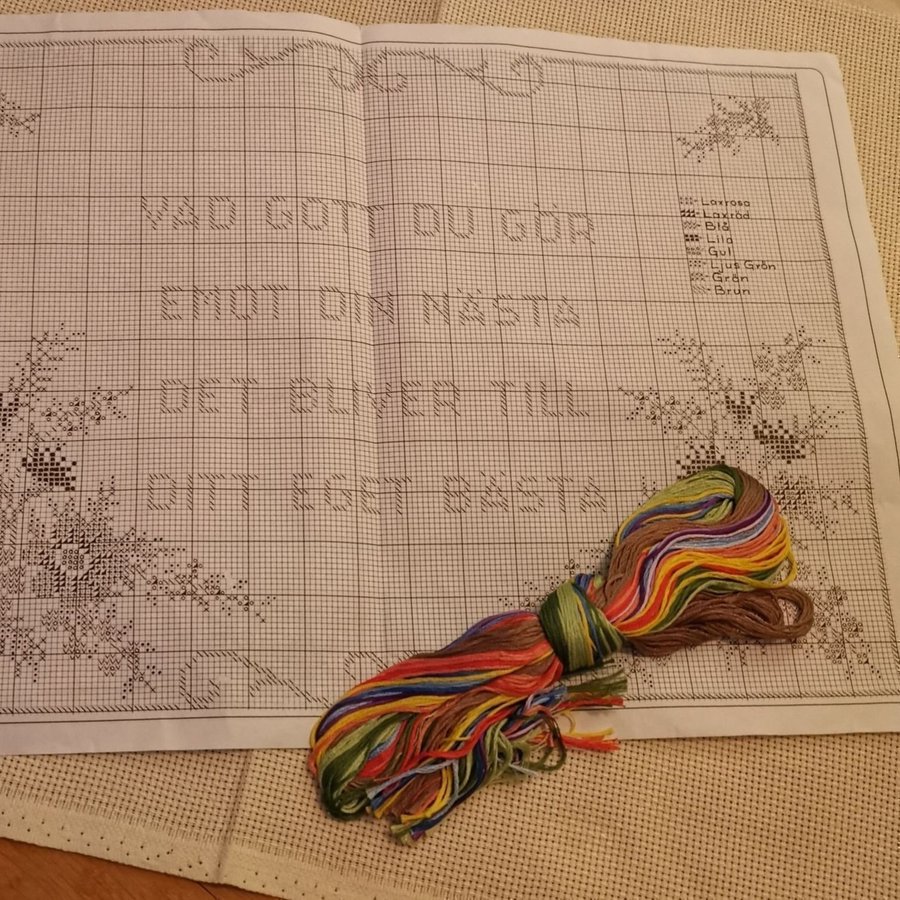 VAD GOTT DU GÖR
EMOT DIN NÄSTA
DET BLIVER TILL
DITT EGET BÄSTA
Laxrosa
Laxröd
Blå
Lila
Gul
Ljus Grön
Grön
Brun